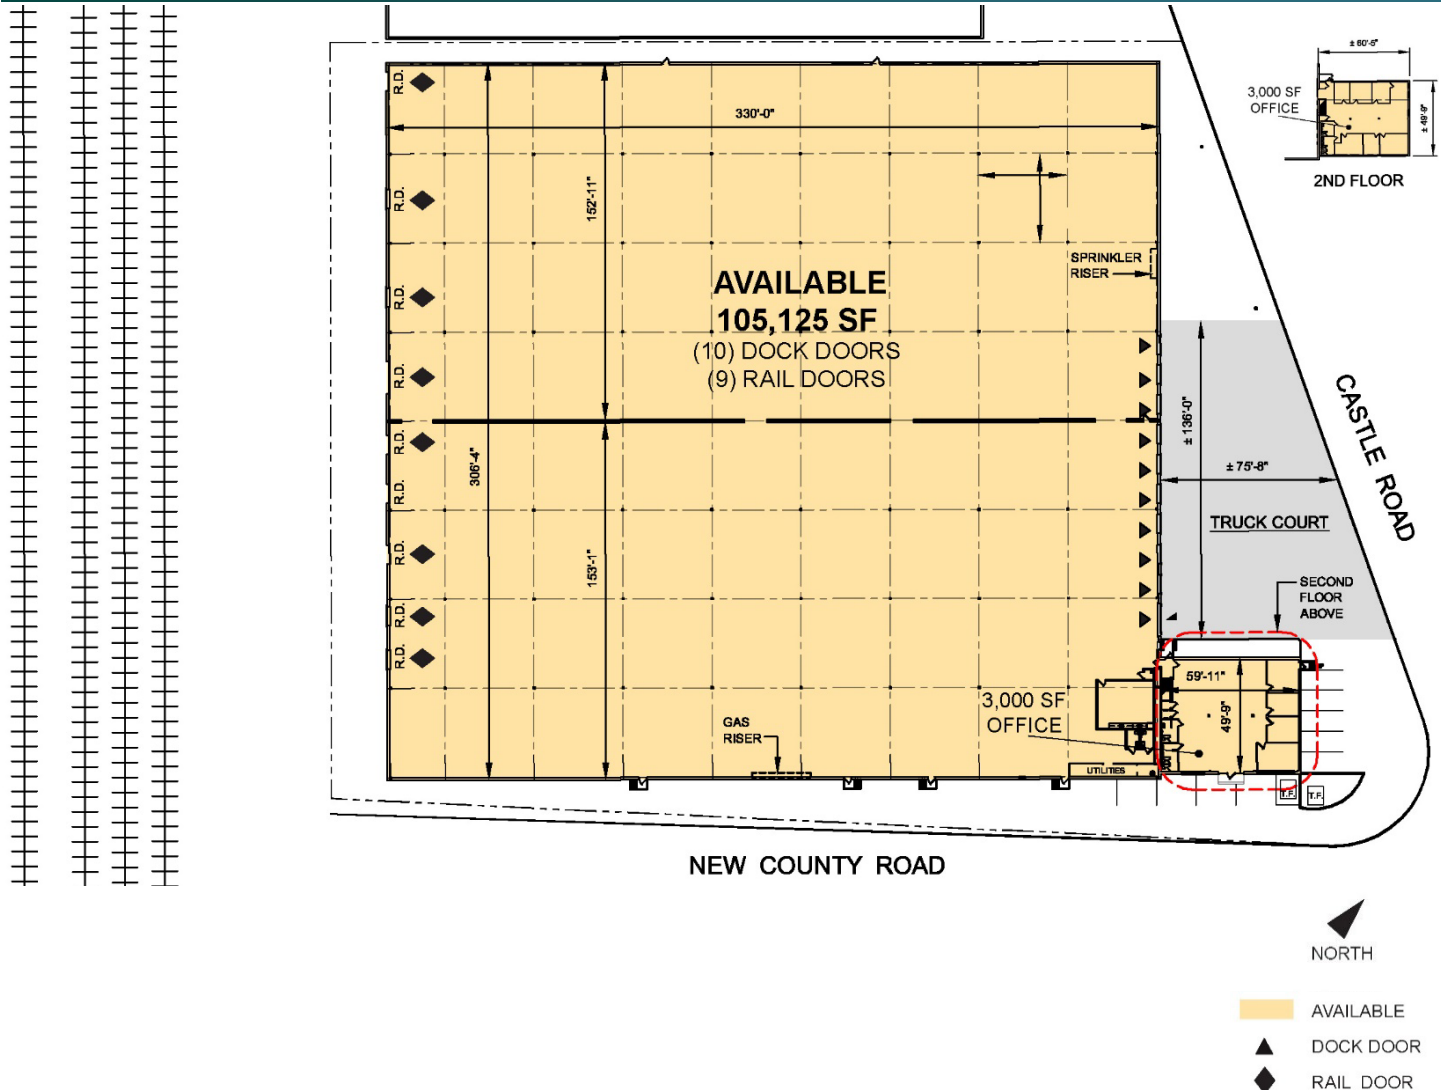 ± 60'-5"
3,000 SF
OFFICE
± 49'-9"
2ND FLOOR
R.D.
330'-0"
152'-11"
R.D.
SPRINKLER
RISER
AVAILABLE
105,125 SF
(10) DOCK DOORS
(9) RAIL DOORS
R.D.
R.D.
CASTLE ROAD
± 136'-0"
R.D.
306'-4"
± 75'-8"
R.D.
TRUCK COURT
R.D.
153'-1"
SECOND
FLOOR
ABOVE
R.D.
R.D.
59'-11"
49'-9"
3,000 SF
OFFICE
GAS
RISER
UTILITIES
T.F.
T.F.
NEW COUNTY ROAD
NORTH
AVAILABLE
DOCK DOOR
RAIL DOOR